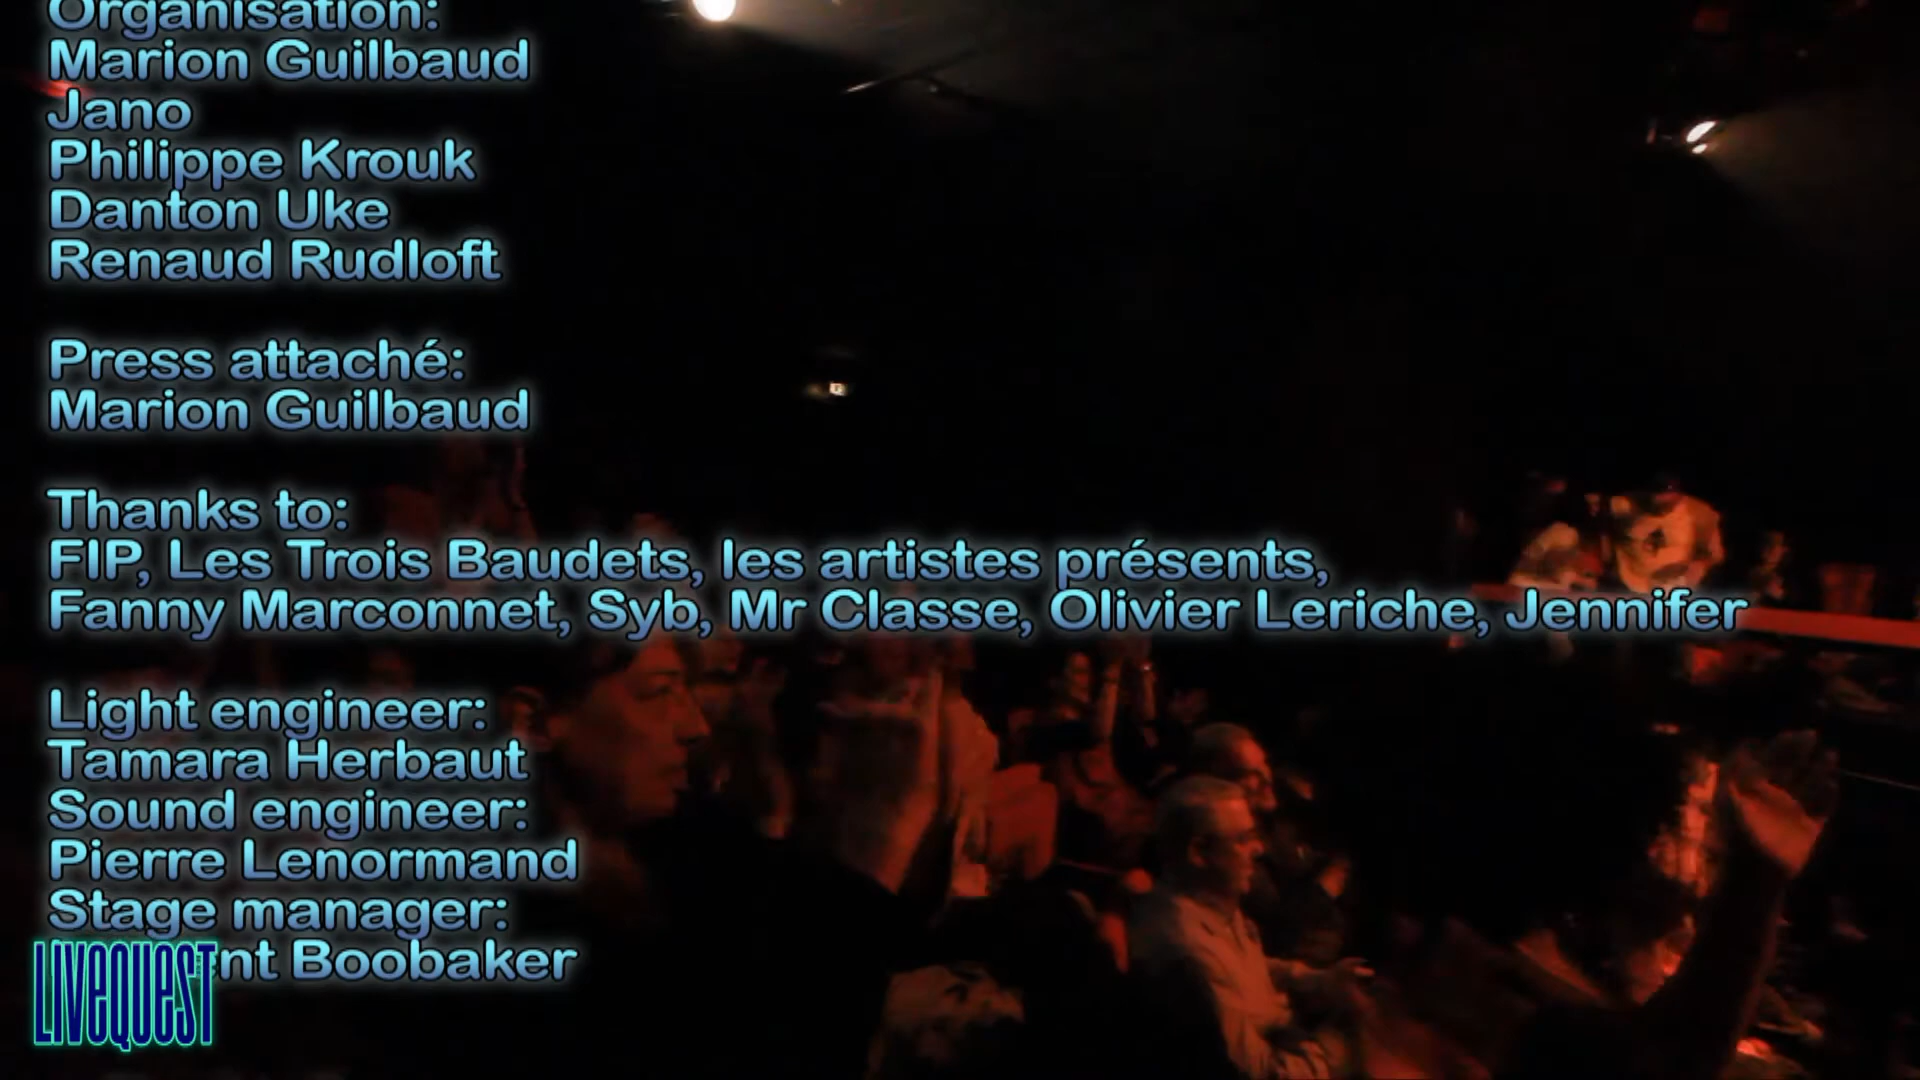 Organisation:
Marion Guilbaud
Jano
Philippe Krouk
Danton Uke
Renaud Rudloft
Press attaché:
Marion Guilbaud
Thanks to:
FIP, Les Trois Baudets, les artistes présents,
Fanny Marconnet, Syb, Mr Classe, Olivier Leriche, Jennifer
Light engineer:
Tamara Herbaut
Sound engineer:
Pierre Lenormand
Stage manager:
Boobaker
LIVEQUEST